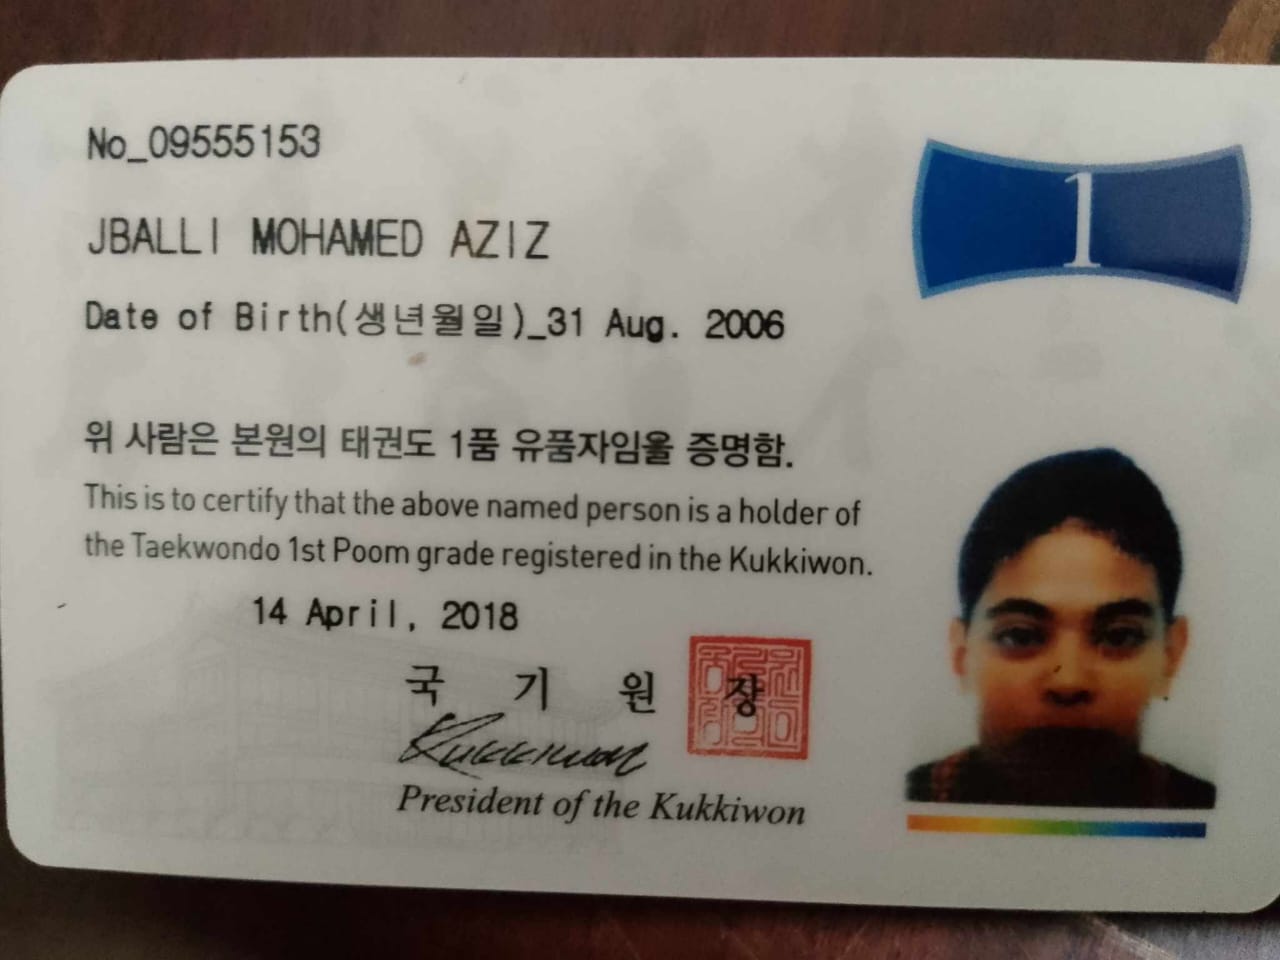 No_09555153
1
JBALLI MOHAMED AZIZ
Date of Birth(생년월일)_31 Aug. 2006
위 사람은 본원의 태권도 1품 유품자임을 증명함.
This is to certify that the above named person is a holder of
the Taekwondo 1st Poom grade registered in the Kukkiwon.
14 April, 2018
국 기 원 장
Kukkiwon
President of the Kukkiwon